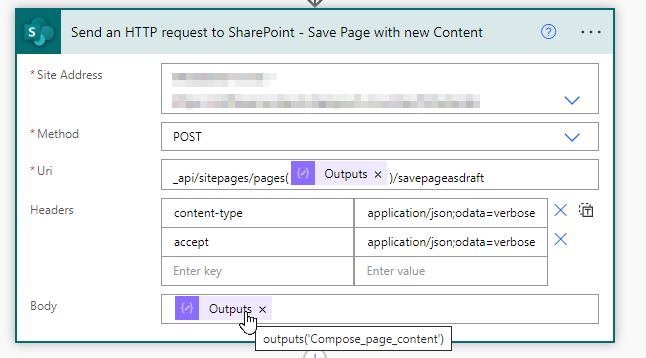 Send an HTTP request to SharePoint - Save Page with new Content
* Site Address
* Method
POST
* Uri
_api/sitepages/pages( Outputs × )/savepageasdraft
Headers
content-type application/json;odata=verbose
accept application/json;odata=verbose
Enter key Enter value
Body
Outputs ×
outputs('Compose_page_content')